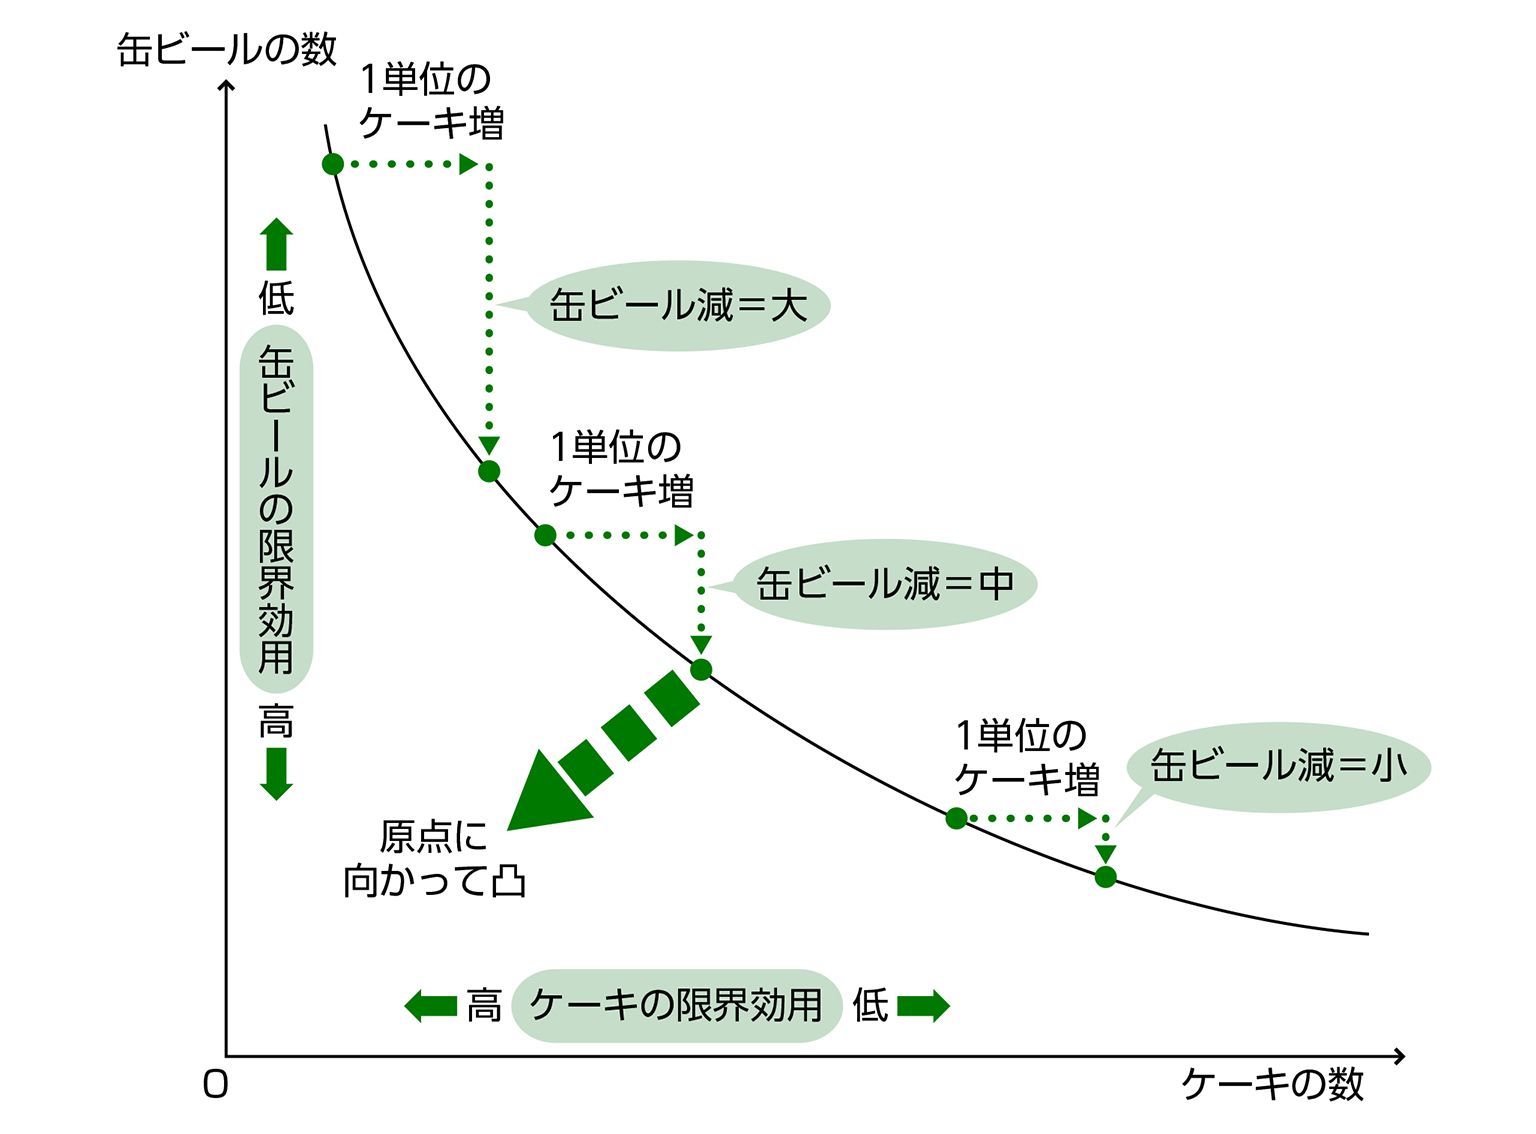 缶ビールの数
1単位の
ケーキ増
缶ビール減＝大
低
缶ビールの限界効用
高
1単位の
ケーキ増
缶ビール減＝中
1単位の
ケーキ増
缶ビール減＝小
原点に
向かって凸
高
ケーキの限界効用
低
0
ケーキの数